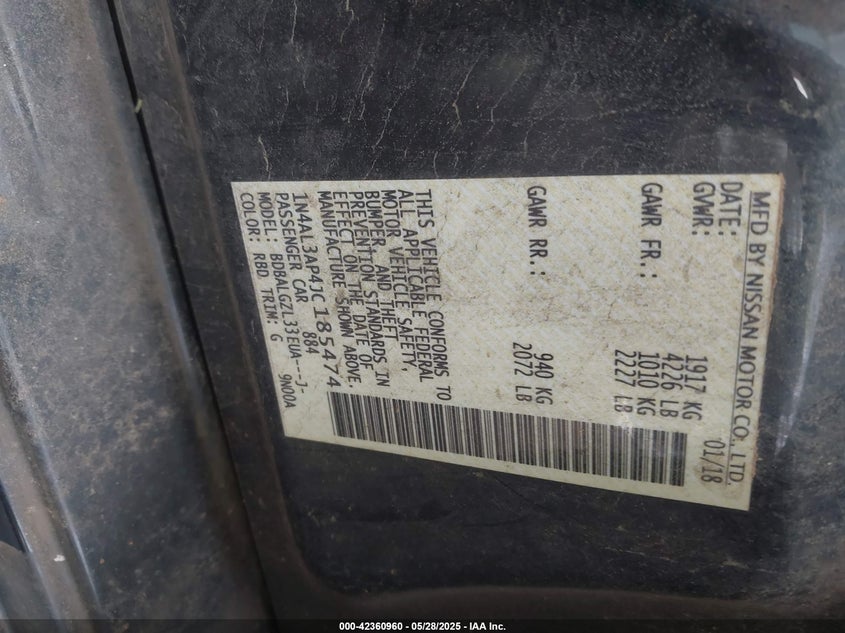 MFD BY NISSAN MOTOR CO., LTD.
DATE: 01/18
GVWR: 1917 KG
4226 LB
GAWR FR.: 1010 KG
2227 LB
GAWR RR.: 940 KG
2072 LB
THIS VEHICLE CONFORMS TO
ALL APPLICABLE FEDERAL
MOTOR VEHICLE SAFETY,
BUMPER, AND THEFT
PREVENTION STANDARDS IN
EFFECT ON THE DATE OF
MANUFACTURE SHOWN ABOVE.
1N4AL3AP4JC185474
PASSENGER CAR 884
MODEL: BDBALGZL33EUA---J-
COLOR: RBD TRIM: G 9N00A
000-42360960 - 05/28/2025 - IAA Inc.